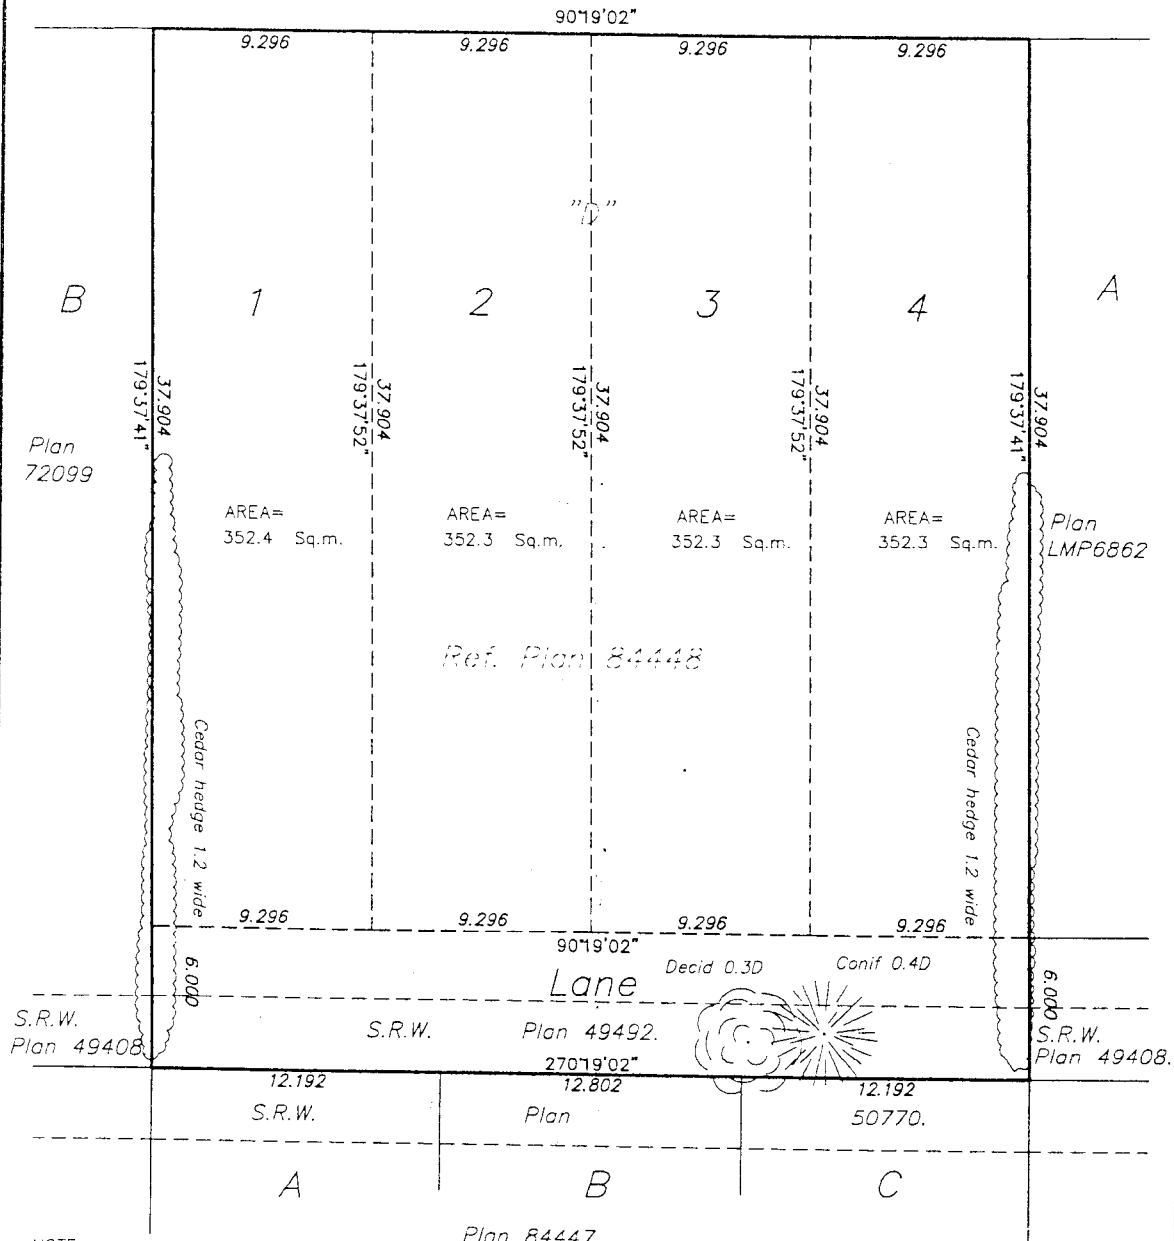 90°19'02"
9.296 9.296 9.296 9.296
"D"
B 1 2 3 4 A
37.904 37.904 37.904 37.904 37.904
179°37'41" 179°37'52" 179°37'52" 179°37'52" 179°37'41"
Plan
72099
AREA=
352.4 Sq.m.
AREA=
352.3 Sq.m.
AREA=
352.3 Sq.m.
AREA=
352.3 Sq.m.
Plan
LMP6862
Ref. Plan 84448
Cedar hedge 1.2 wide
Cedar hedge 1.2 wide
9.296 9.296 9.296 9.296
90°19'02"
Decid 0.3D
Conif 0.4D
Lane
6.000
6.000
S.R.W.
Plan 49408
S.R.W. Plan 49492.
S.R.W.
Plan 49408.
270°19'02"
12.192 12.802 12.192
S.R.W. Plan 50770.
A B C
Plan 84447
NOTE